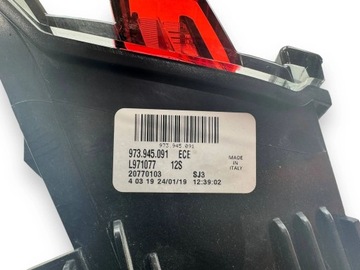 973.945.091
973.945.091 ECE
L971077 12S
MADE
IN
ITALY
20770103 SJ3
4 03 19 24/01/19 12:39:02